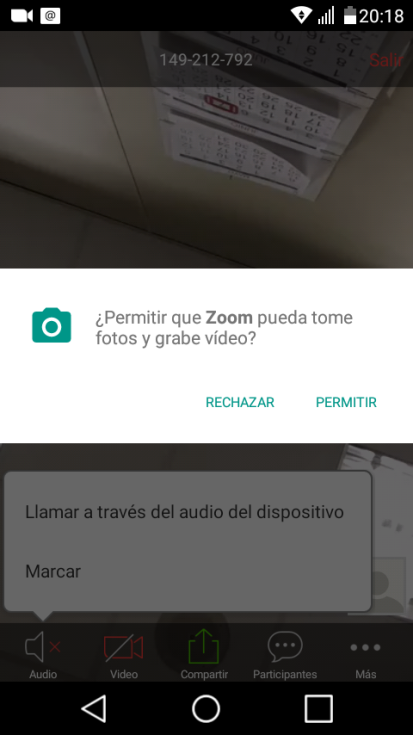 20:18
149-212-792
Salir
¿Permitir que Zoom pueda tome
fotos y grabe vídeo?
RECHAZAR
PERMITIR
Llamar a través del audio del dispositivo
Marcar
Audio
Video
Compartir
Participantes
Más